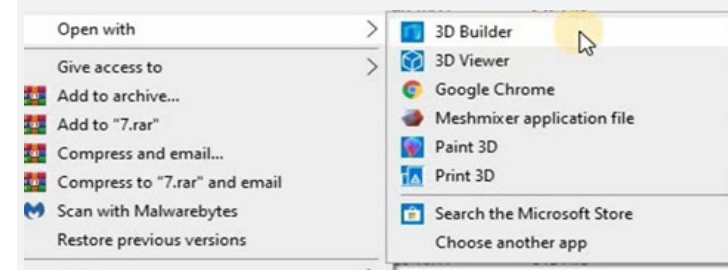 Open with
Give access to
Add to archive...
Add to "7.rar"
Compress and email...
Compress to "7.rar" and email
Scan with Malwarebytes
Restore previous versions
3D Builder
3D Viewer
Google Chrome
Meshmixer application file
Paint 3D
Print 3D
Search the Microsoft Store
Choose another app